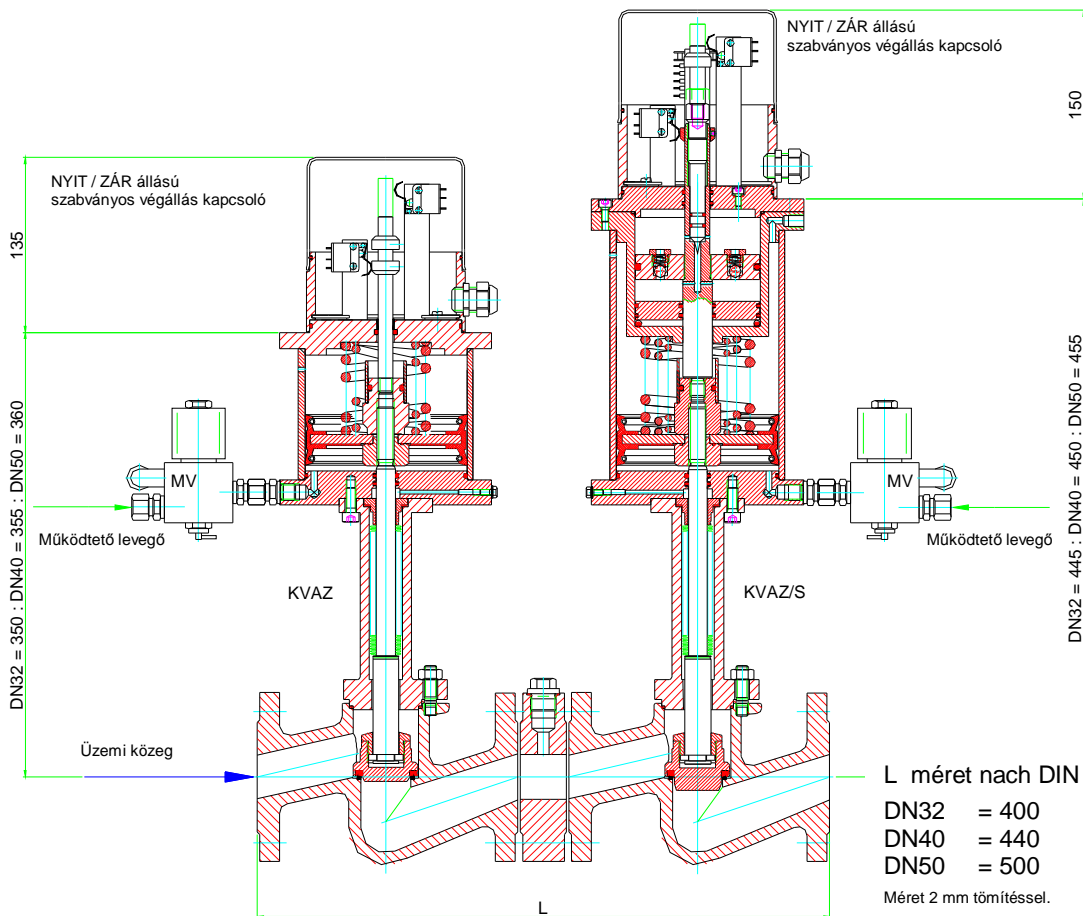 NYIT / ZÁR állású
szabványos végállás kapcsoló
150
NYIT / ZÁR állású
szabványos végállás kapcsoló
135
DN32 = 350 : DN40 = 355 : DN50 = 360
DN32 = 445 : DN40 = 450 : DN50 = 455
MV
MV
Működtető levegő
Működtető levegő
KVAZ
KVAZ/S
Üzemi közeg
L méret nach DIN
DN32 = 400
DN40 = 440
DN50 = 500
Méret 2 mm tömítéssel.
L